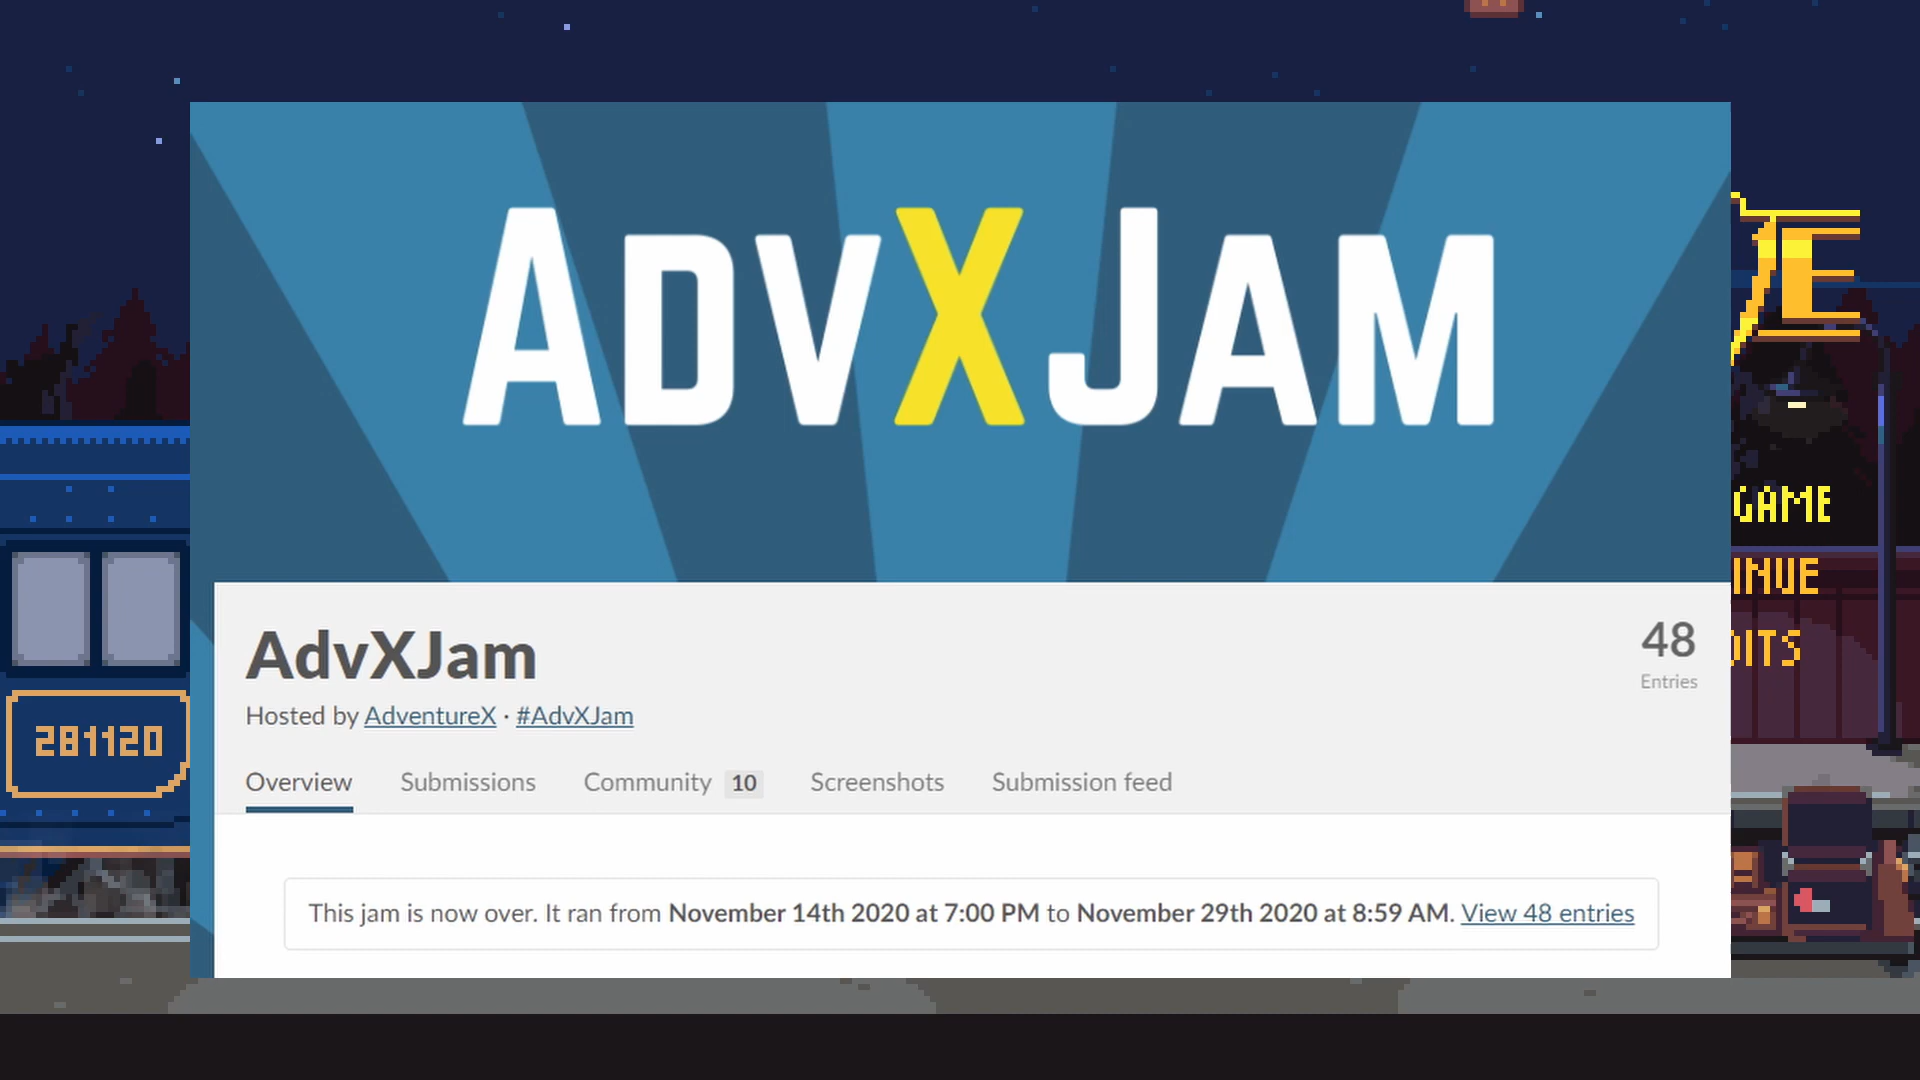 ADVXJAM
E
GAME
INUE
DITS
281120
AdvXJam
48
Entries
Hosted by AdventureX · #AdvXJam
Overview Submissions Community 10 Screenshots Submission feed
This jam is now over. It ran from November 14th 2020 at 7:00 PM to November 29th 2020 at 8:59 AM. View 48 entries